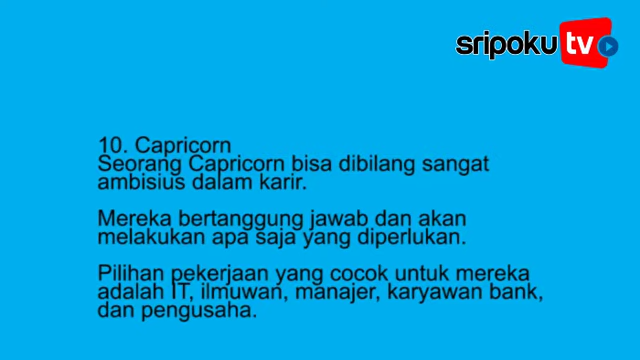 sripoku tv
10. Capricorn
Seorang Capricorn bisa dibilang sangat
ambisius dalam karir.
Mereka bertanggung jawab dan akan
melakukan apa saja yang diperlukan.
Pilihan pekerjaan yang cocok untuk mereka
adalah IT, ilmuwan, manajer, karyawan bank,
dan pengusaha.